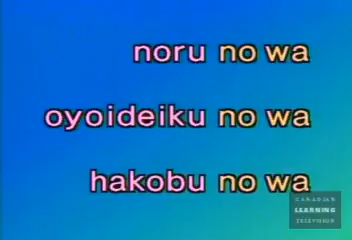 noru no wa
oyoideiku no wa
hakobu no wa
CANADIAN
LEARNING
TELEVISION